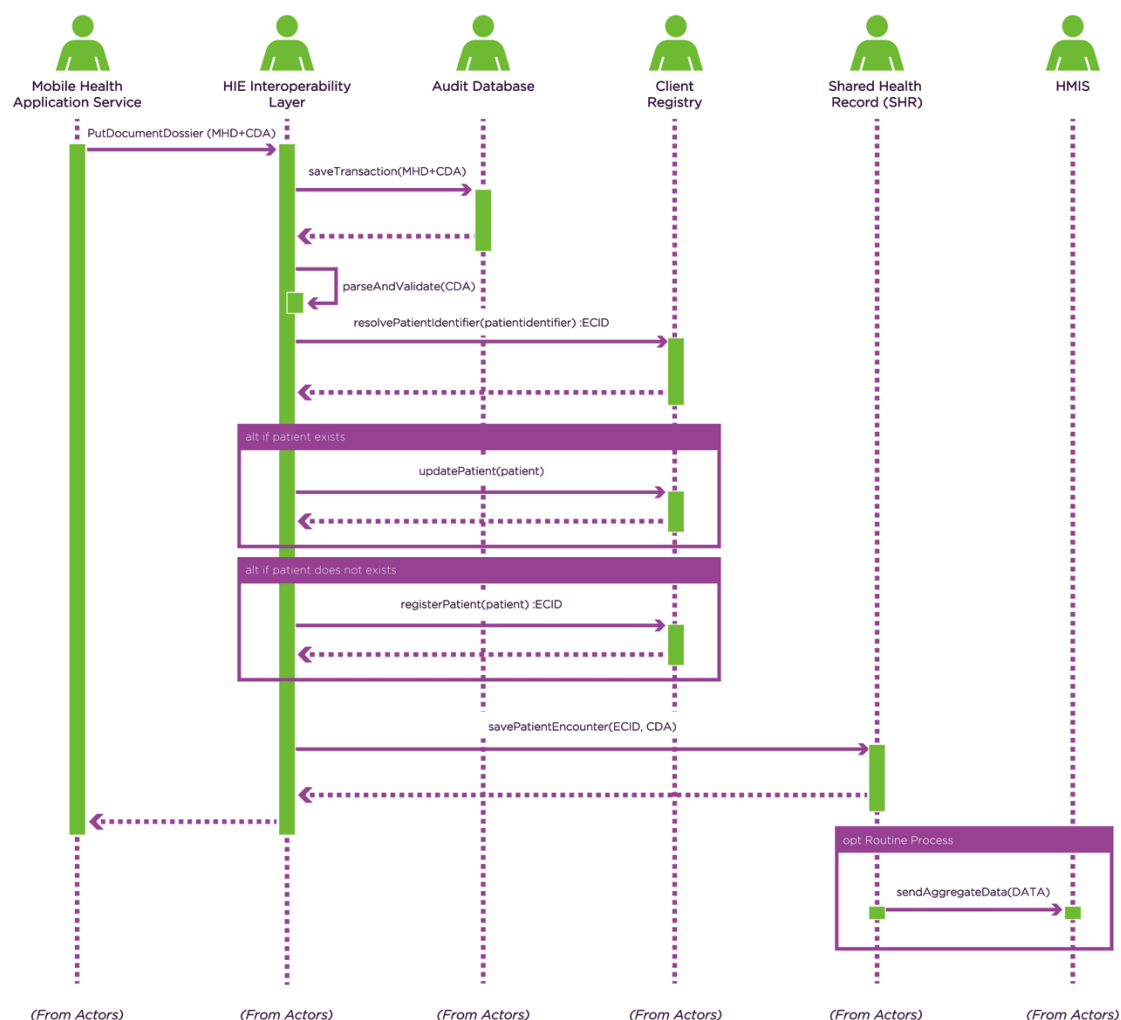 Mobile Health
Application Service
HIE Interoperability
Layer
Audit Database
Client
Registry
Shared Health
Record (SHR)
HMIS
PutDocumentDossier (MHD+CDA)
saveTransaction(MHD+CDA)
parseAndValidate(CDA)
resolvePatientIdentifier(patientidentifier) :ECID
alt if patient exists
updatePatient(patient)
alt if patient does not exists
registerPatient(patient) :ECID
savePatientEncounter(ECID, CDA)
opt Routine Process
sendAggregateData(DATA)
(From Actors)
(From Actors)
(From Actors)
(From Actors)
(From Actors)
(From Actors)